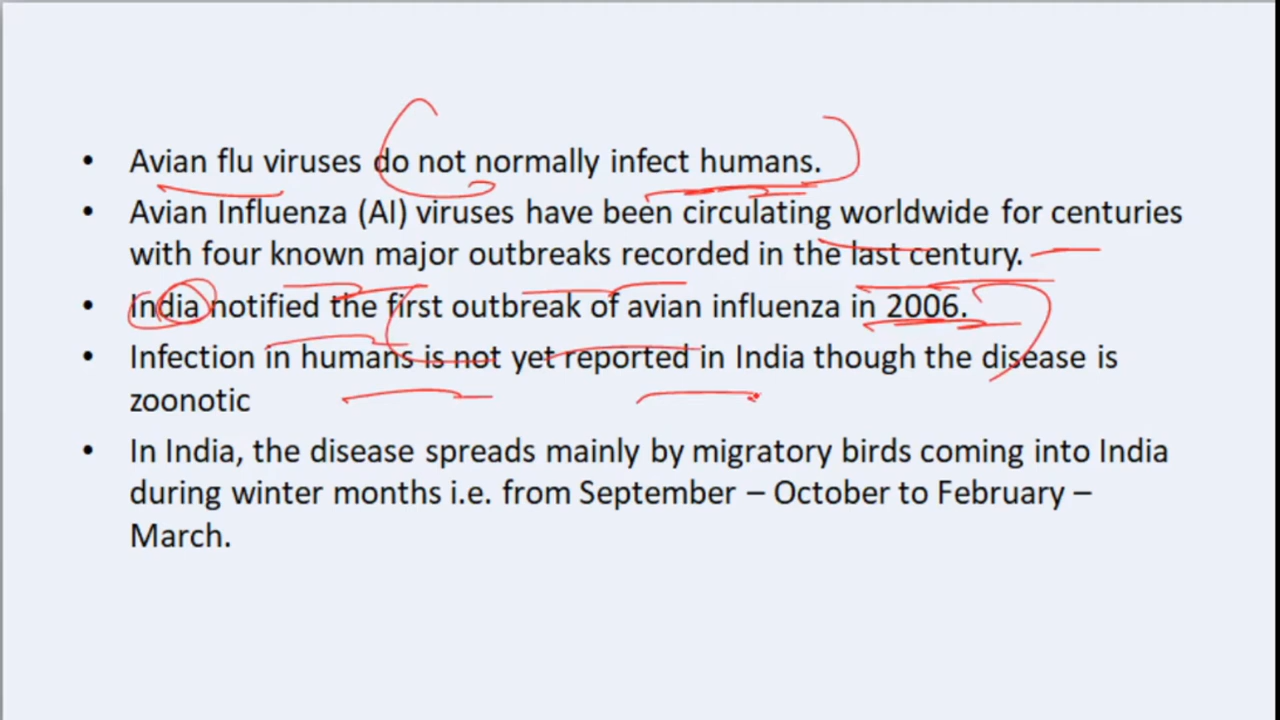 • Avian flu viruses do not normally infect humans.
• Avian Influenza (AI) viruses have been circulating worldwide for centuries
with four known major outbreaks recorded in the last century.
• India notified the first outbreak of avian influenza in 2006.
• Infection in humans is not yet reported in India though the disease is
zoonotic
• In India, the disease spreads mainly by migratory birds coming into India
during winter months i.e. from September – October to February –
March.